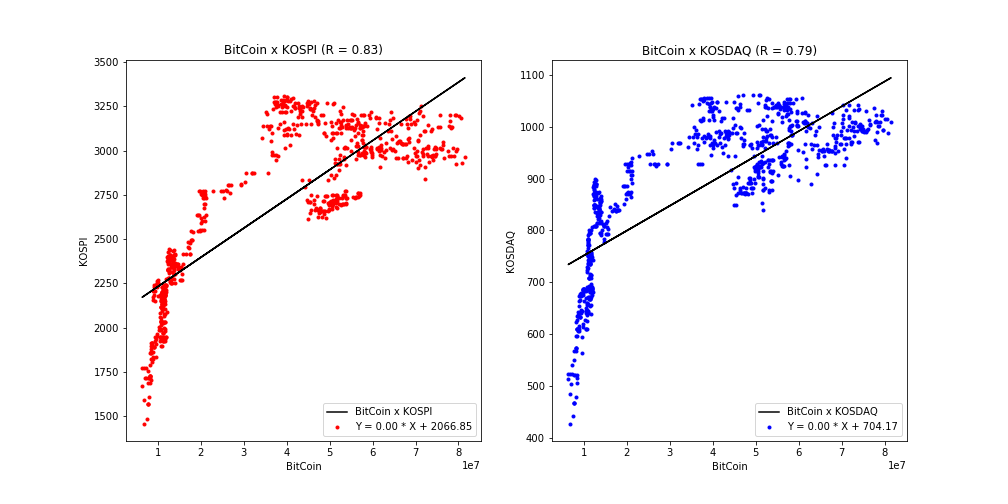 BitCoin x KOSPI (R = 0.83)
3500
3250
3000
2750
2500
2250
2000
1750
1500
KOSPI
1 2 3 4 5 6 7 8
1e7
BitCoin
BitCoin x KOSPI
Y = 0.00 * X + 2066.85
BitCoin x KOSDAQ (R = 0.79)
1100
1000
900
800
700
600
500
400
KOSDAQ
1 2 3 4 5 6 7 8
1e7
BitCoin
BitCoin x KOSDAQ
Y = 0.00 * X + 704.17